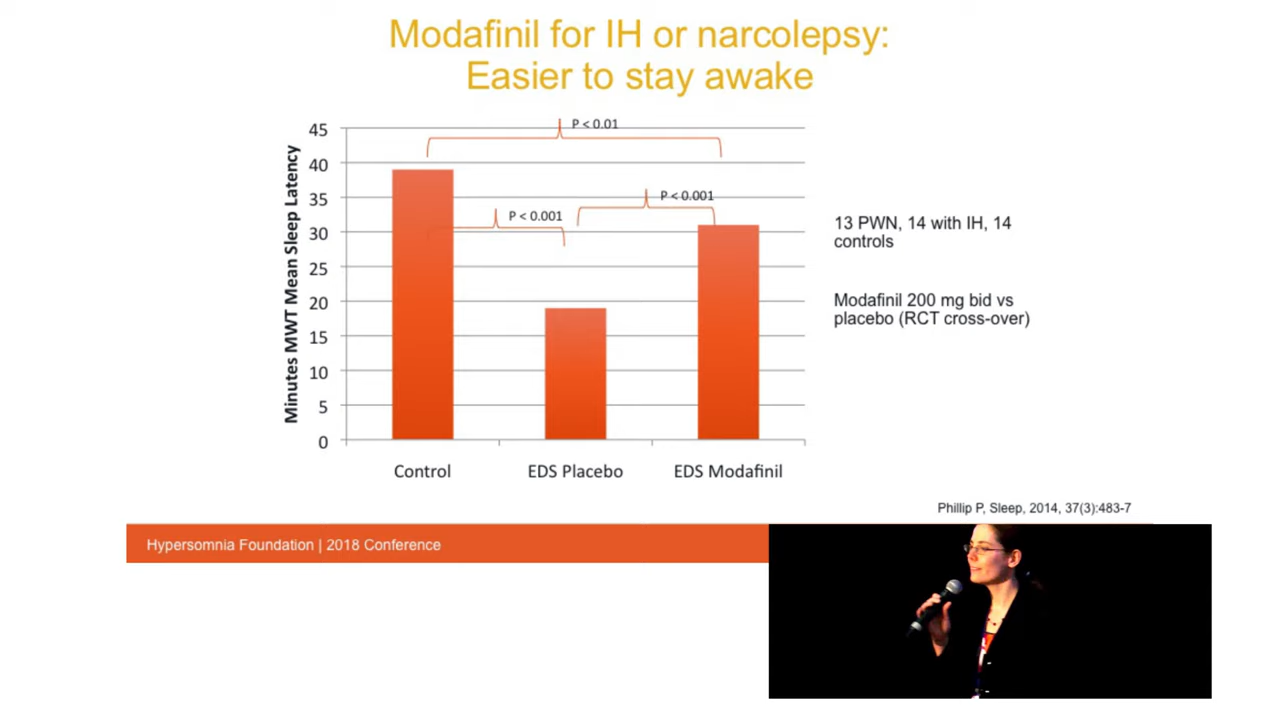 Modafinil for IH or narcolepsy:
Easier to stay awake
Minutes MWT Mean Sleep Latency
45
40
35
30
25
20
15
10
5
0
P < 0.01
P < 0.001
P < 0.001
Control
EDS Placebo
EDS Modafinil
13 PWN, 14 with IH, 14
controls
Modafinil 200 mg bid vs
placebo (RCT cross-over)
Phillip P, Sleep, 2014, 37(3):483-7
Hypersomnia Foundation | 2018 Conference